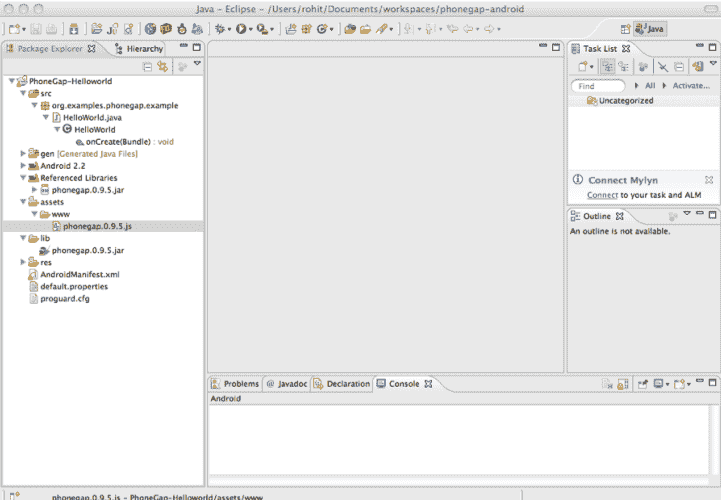 Java - Eclipse - /Users/rohit/Documents/workspaces/phonegap-android
Java
Package Explorer
Hierarchy
PhoneGap-Helloworld
src
org.examples.phonegap.example
HelloWorld.java
HelloWorld
onCreate(Bundle) : void
gen [Generated Java Files]
Android 2.2
Referenced Libraries
phonegap.0.9.5.jar
assets
www
phonegap.0.9.5.js
lib
phonegap.0.9.5.jar
res
AndroidManifest.xml
default.properties
proguard.cfg
Task List
Find
All
Activate...
Uncategorized
Connect Mylyn
Connect to your task and ALM
Outline
An outline is not available.
Problems
@ Javadoc
Declaration
Console
Android
phonegap.0.9.5.js - PhoneGap-Helloworld/assets/www